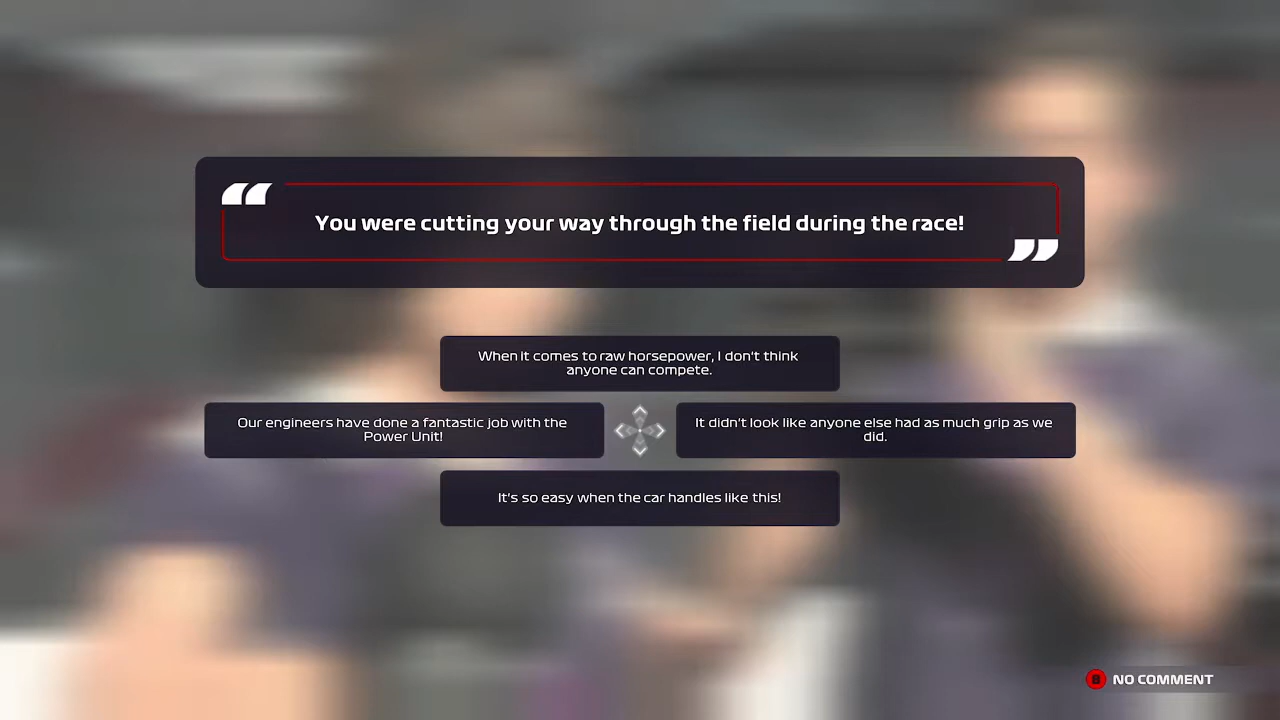 You were cutting your way through the field during the race!
When it comes to raw horsepower, I don't think
anyone can compete.
Our engineers have done a fantastic job with the
Power Unit!
It didn't look like anyone else had as much grip as we
did.
It's so easy when the car handles like this!
B NO COMMENT